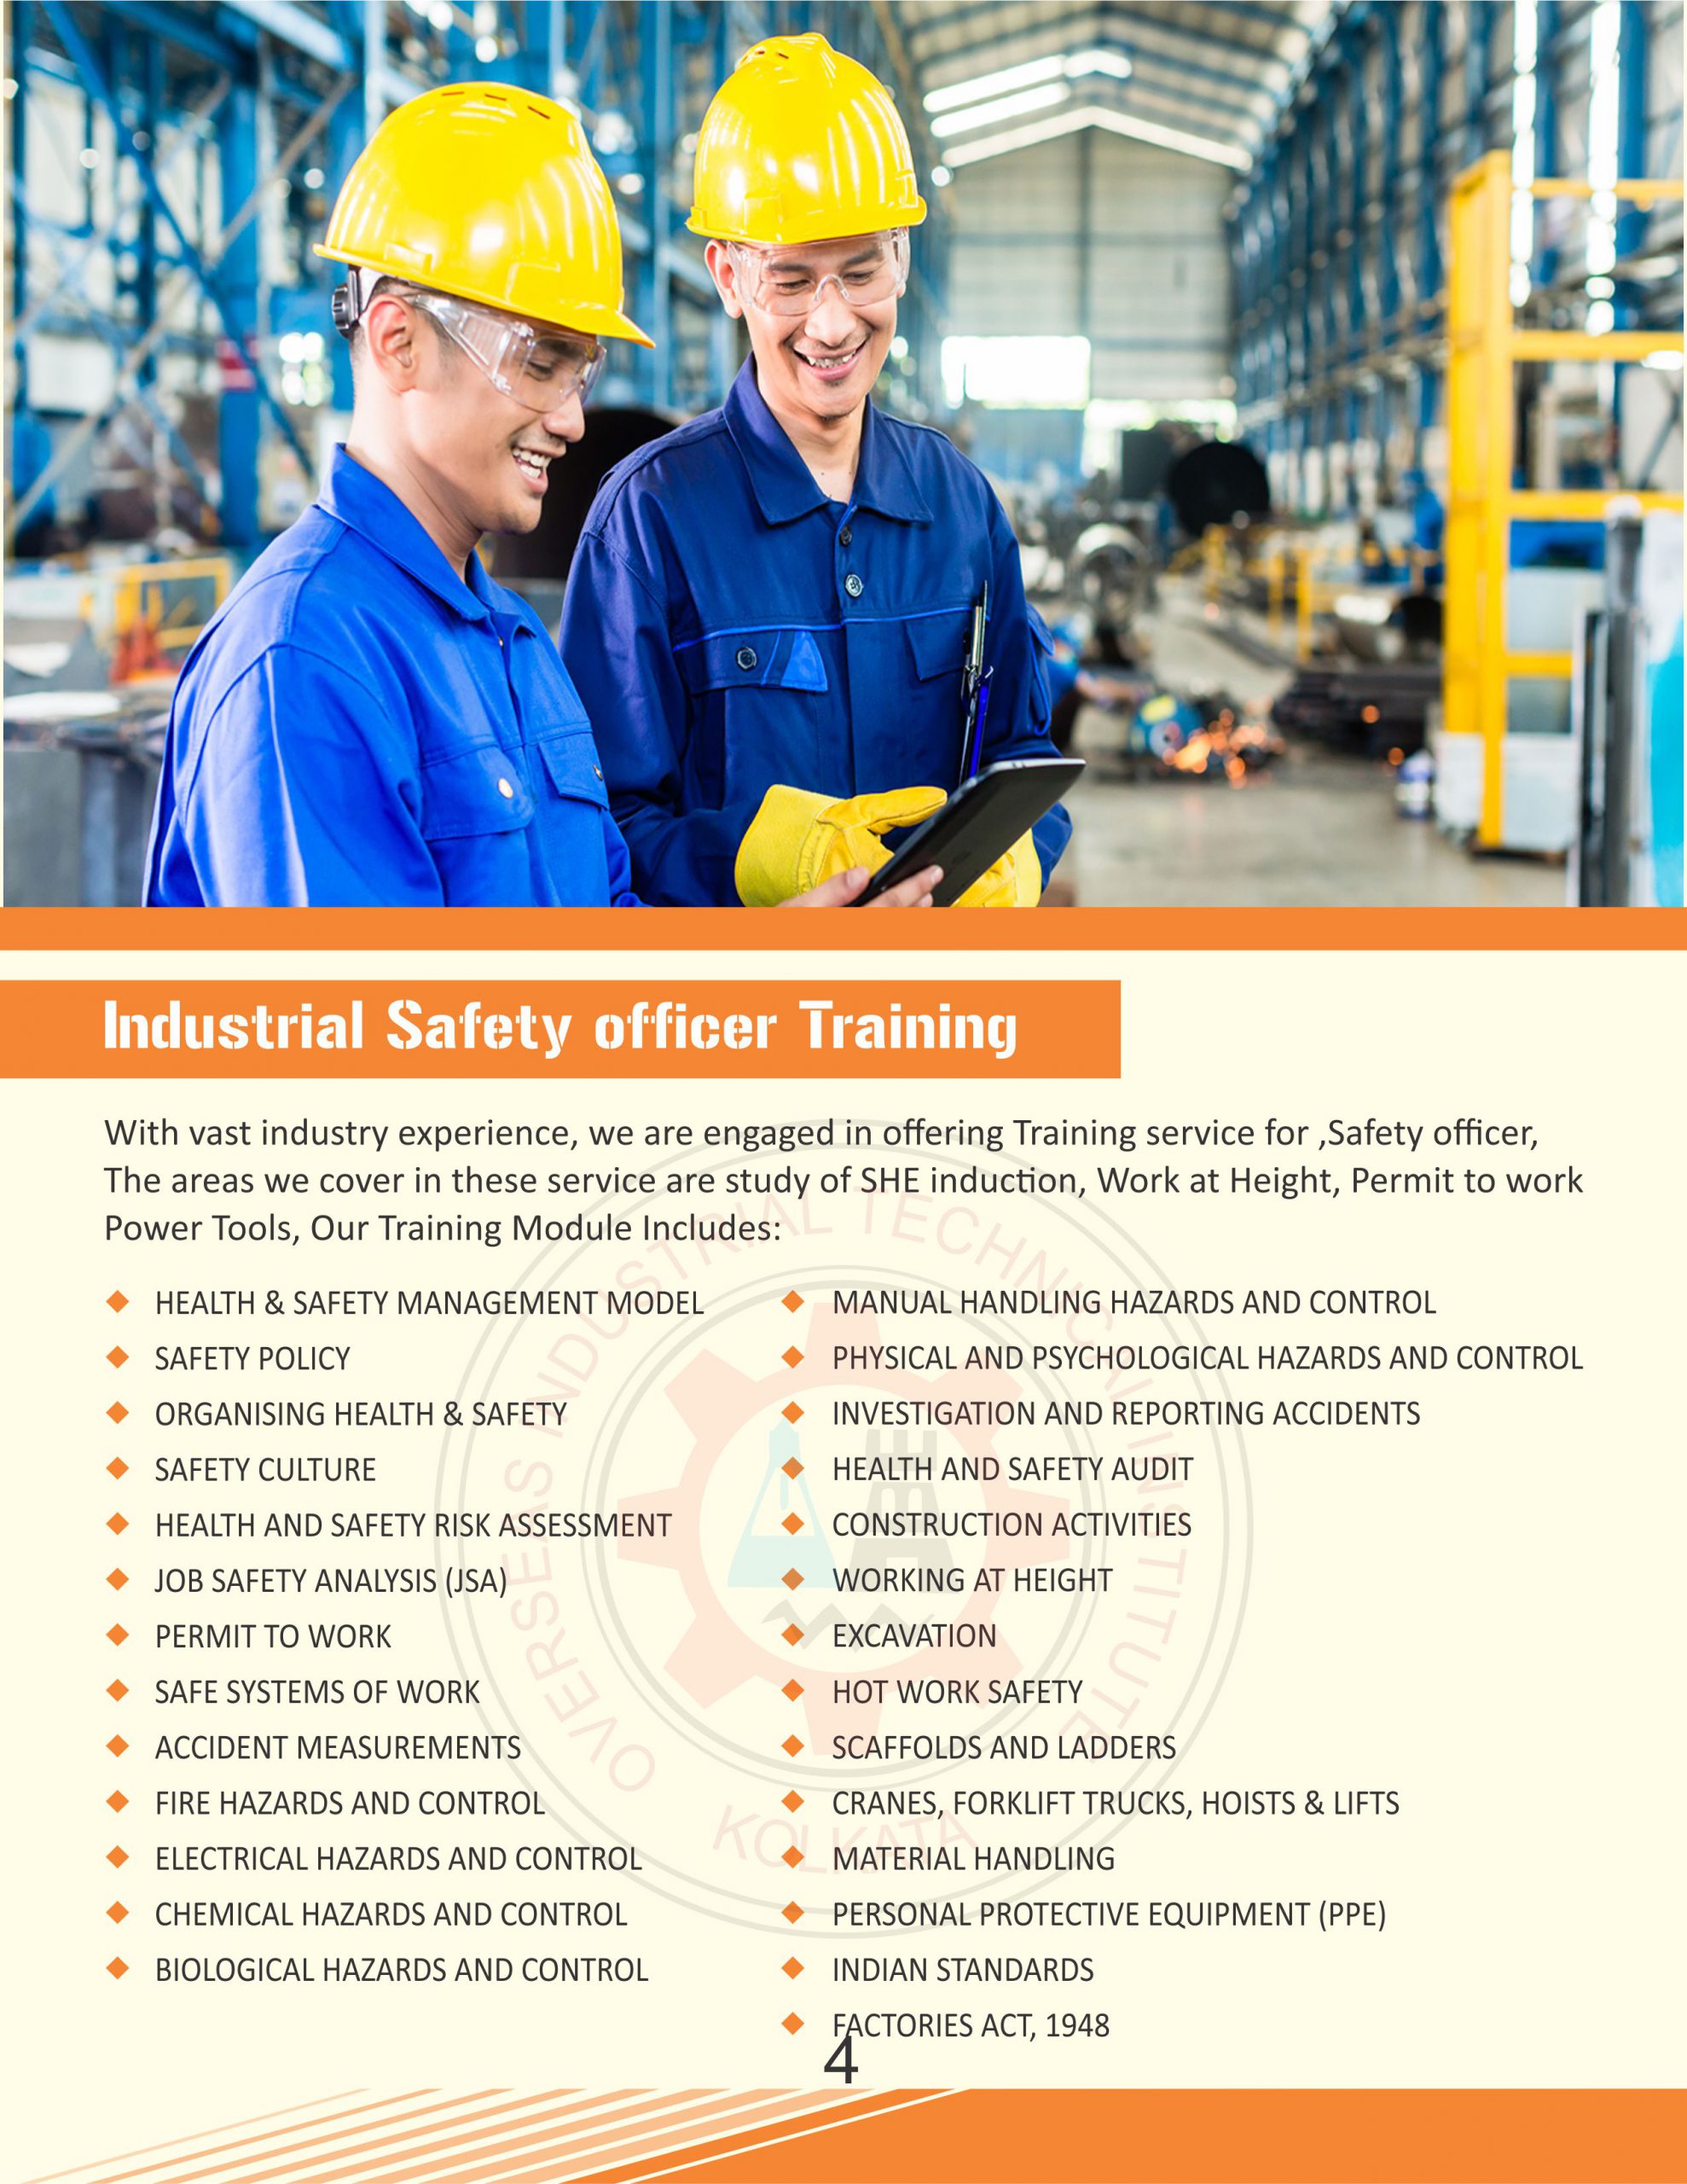 Industrial Safety officer Training
With vast industry experience, we are engaged in offering Training service for ,Safety officer,
The areas we cover in these service are study of SHE induction, Work at Height, Permit to work
Power Tools, Our Training Module Includes:
HEALTH & SAFETY MANAGEMENT MODEL
SAFETY POLICY
ORGANISING HEALTH & SAFETY
SAFETY CULTURE
HEALTH AND SAFETY RISK ASSESSMENT
JOB SAFETY ANALYSIS (JSA)
PERMIT TO WORK
SAFE SYSTEMS OF WORK
ACCIDENT MEASUREMENTS
FIRE HAZARDS AND CONTROL
ELECTRICAL HAZARDS AND CONTROL
CHEMICAL HAZARDS AND CONTROL
BIOLOGICAL HAZARDS AND CONTROL
MANUAL HANDLING HAZARDS AND CONTROL
PHYSICAL AND PSYCHOLOGICAL HAZARDS AND CONTROL
INVESTIGATION AND REPORTING ACCIDENTS
HEALTH AND SAFETY AUDIT
CONSTRUCTION ACTIVITIES
WORKING AT HEIGHT
EXCAVATION
HOT WORK SAFETY
SCAFFOLDS AND LADDERS
CRANES, FORKLIFT TRUCKS, HOISTS & LIFTS
MATERIAL HANDLING
PERSONAL PROTECTIVE EQUIPMENT (PPE)
INDIAN STANDARDS
FACTORIES ACT, 1948
OVERSEAS INDUSTRIAL TECHNICAL INSTITUTE
KOLKATA
4